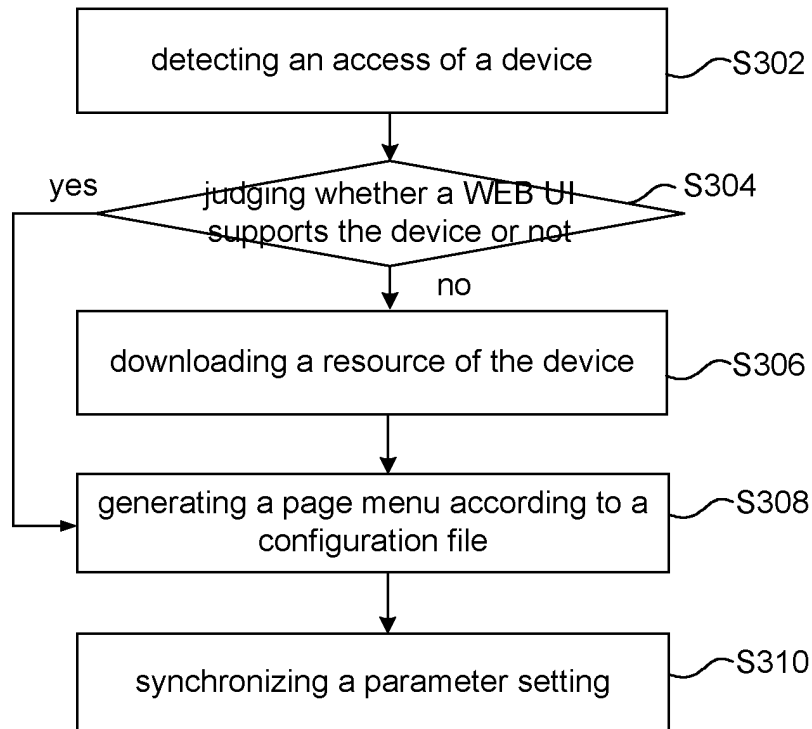 detecting an access of a device
S302
yes
judging whether a WEB UI
supports the device or not
S304
no
downloading a resource of the device
S306
generating a page menu according to a
configuration file
S308
synchronizing a parameter setting
S310